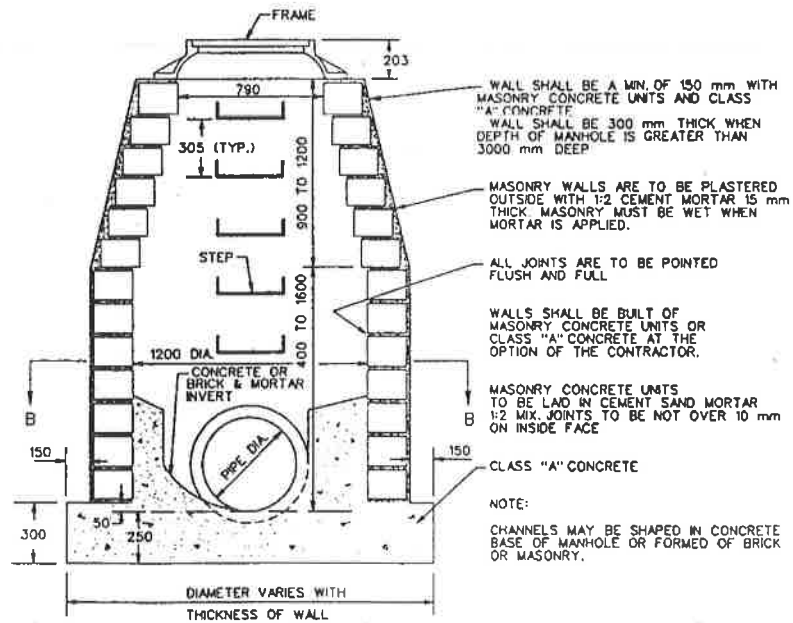 FRAME
203
790
305 (TYP.)
900 TO 1200
STEP
400 TO 1600
1200 DIA.
CONCRETE OR
BRICK & MORTAR
INVERT
B
B
PIPE DIA.
150
150
50
300
250
DIAMETER VARIES WITH
THICKNESS OF WALL
WALL SHALL BE A MIN. OF 150 mm WITH
MASONRY CONCRETE UNITS AND CLASS
"A" CONCRETE
WALL SHALL BE 300 mm THICK WHEN
DEPTH OF MANHOLE IS GREATER THAN
3000 mm DEEP
MASONRY WALLS ARE TO BE PLASTERED
OUTSIDE WITH 1:2 CEMENT MORTAR 15 mm
THICK. MASONRY MUST BE WET WHEN
MORTAR IS APPLIED.
ALL JOINTS ARE TO BE POINTED
FLUSH AND FULL
WALLS SHALL BE BUILT OF
MASONRY CONCRETE UNITS OR
CLASS "A" CONCRETE AT THE
OPTION OF THE CONTRACTOR.
MASONRY CONCRETE UNITS
TO BE LAID IN CEMENT SAND MORTAR
1:2 MIX. JOINTS TO BE NOT OVER 10 mm
ON INSIDE FACE
CLASS "A" CONCRETE
NOTE:
CHANNELS MAY BE SHAPED IN CONCRETE
BASE OF MANHOLE OR FORMED OF BRICK
OR MASONRY.